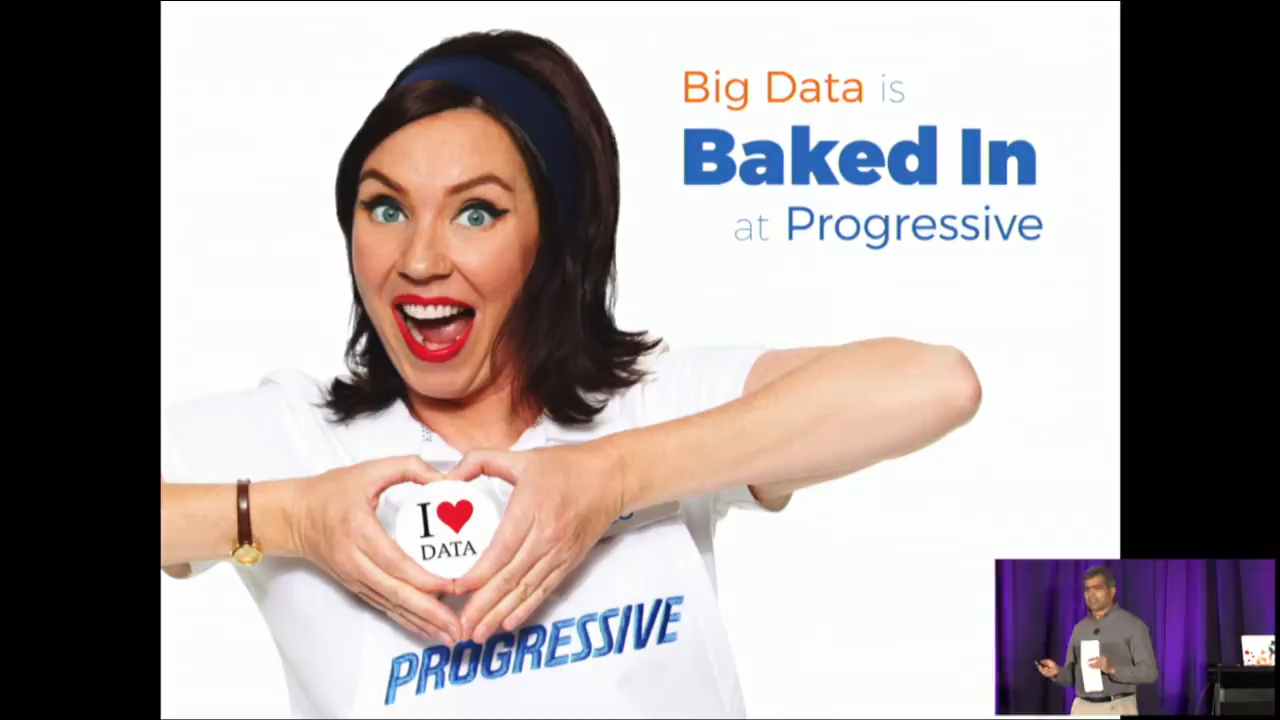 Big Data is
Baked In
at Progressive
I ❤ DATA
PROGRESSIVE